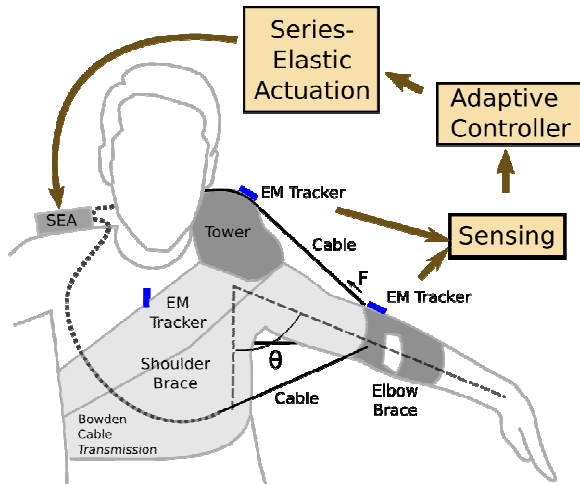 Series-
Elastic
Actuation
Adaptive
Controller
EM Tracker
SEA
Tower
Cable
Sensing
F
EM Tracker
EM
Tracker
Shoulder
Brace
θ
Elbow
Brace
Cable
Bowden
Cable
Transmission